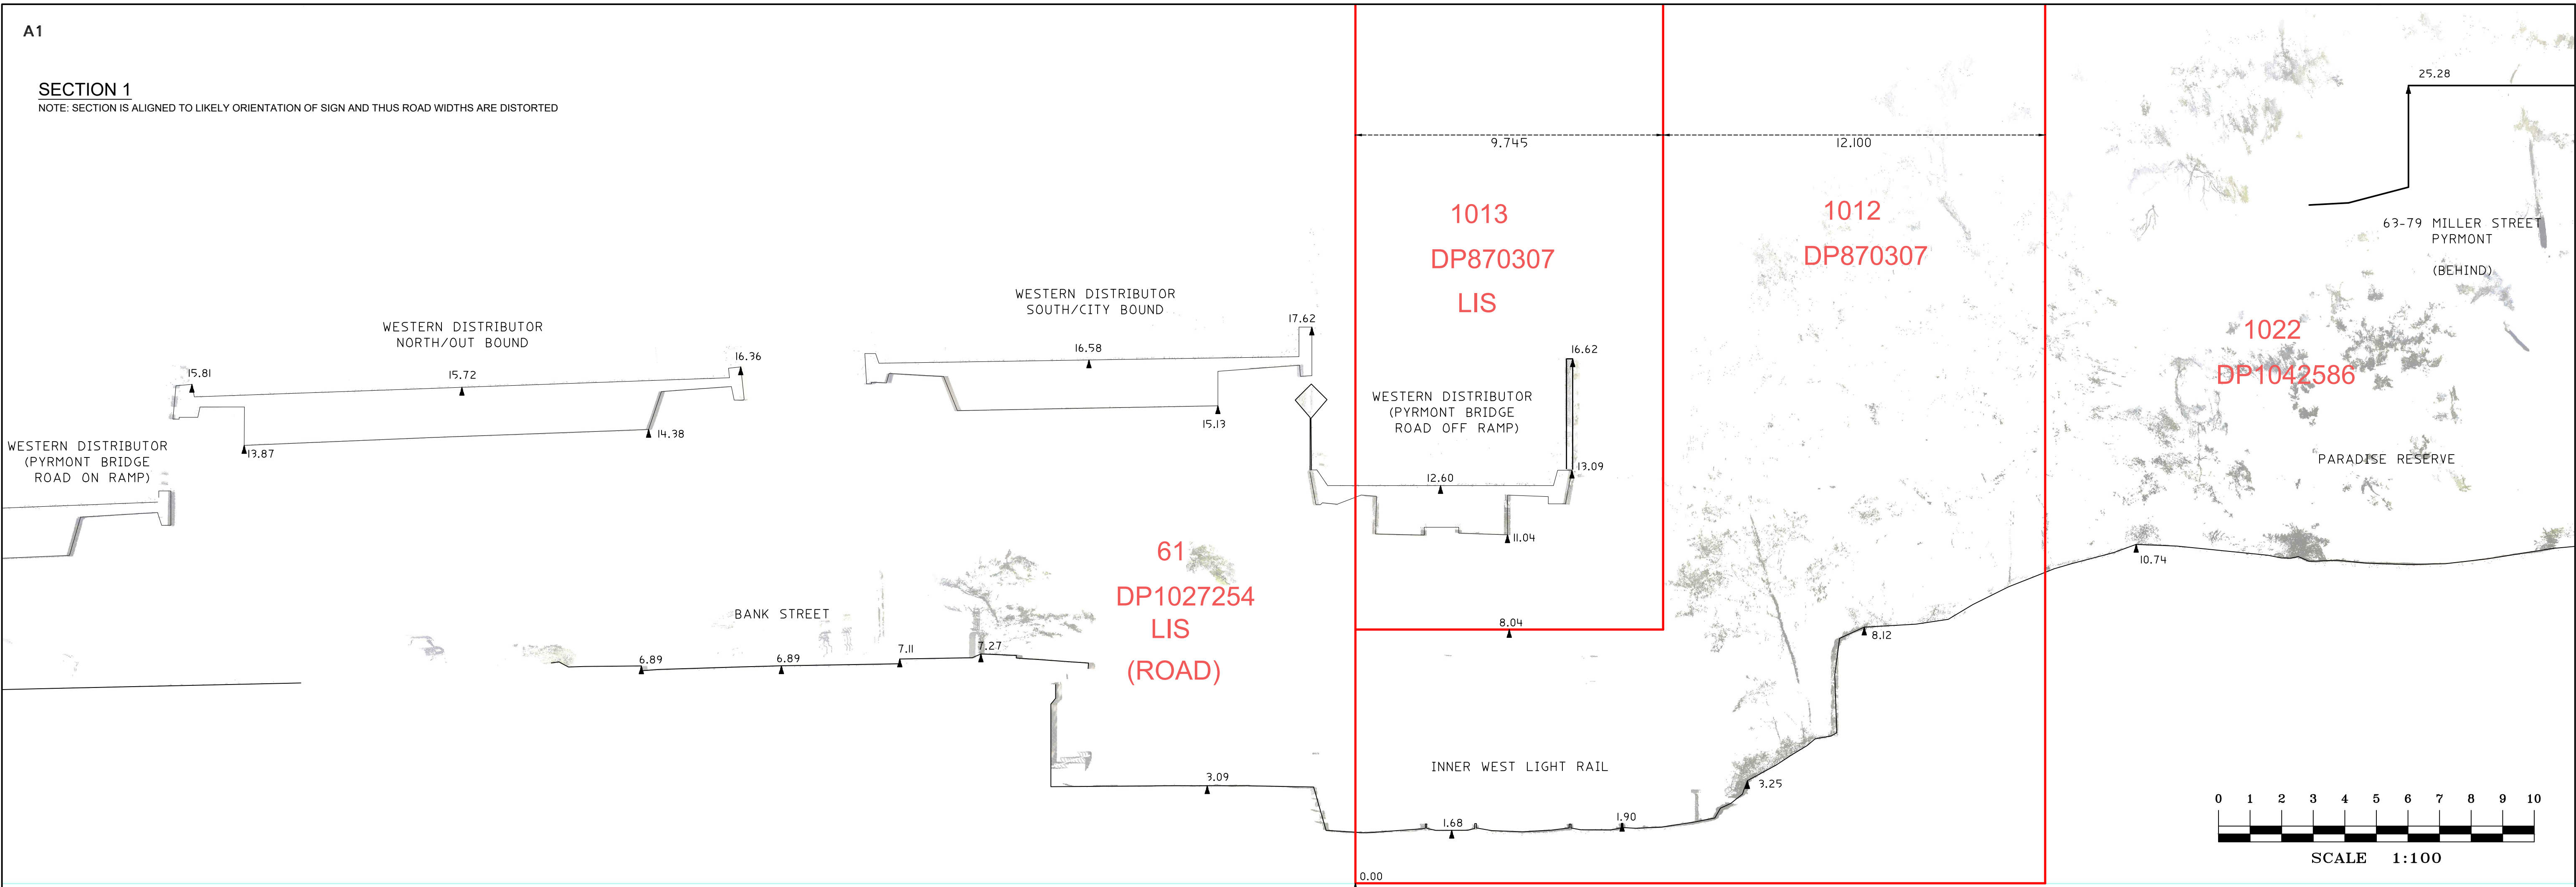 A1
SECTION 1
NOTE: SECTION IS ALIGNED TO LIKELY ORIENTATION OF SIGN AND THUS ROAD WIDTHS ARE DISTORTED
25.28
9.745
12.100
1013
DP870307
LIS
1012
DP870307
63-79 MILLER STREET
PYRMONT
(BEHIND)
WESTERN DISTRIBUTOR
SOUTH/CITY BOUND
17.62
16.58
15.13
WESTERN DISTRIBUTOR
NORTH/OUT BOUND
16.36
15.81
15.72
14.38
13.87
1022
DP1042586
16.62
WESTERN DISTRIBUTOR
(PYRMONT BRIDGE
ROAD OFF RAMP)
13.09
12.60
11.04
WESTERN DISTRIBUTOR
(PYRMONT BRIDGE
ROAD ON RAMP)
PARADISE RESERVE
10.74
61
DP1027254
LIS
(ROAD)
BANK STREET
6.89
6.89
7.11
7.27
8.04
8.12
INNER WEST LIGHT RAIL
3.09
3.25
1.68
1.90
0 1 2 3 4 5 6 7 8 9 10
SCALE 1:100
0.00